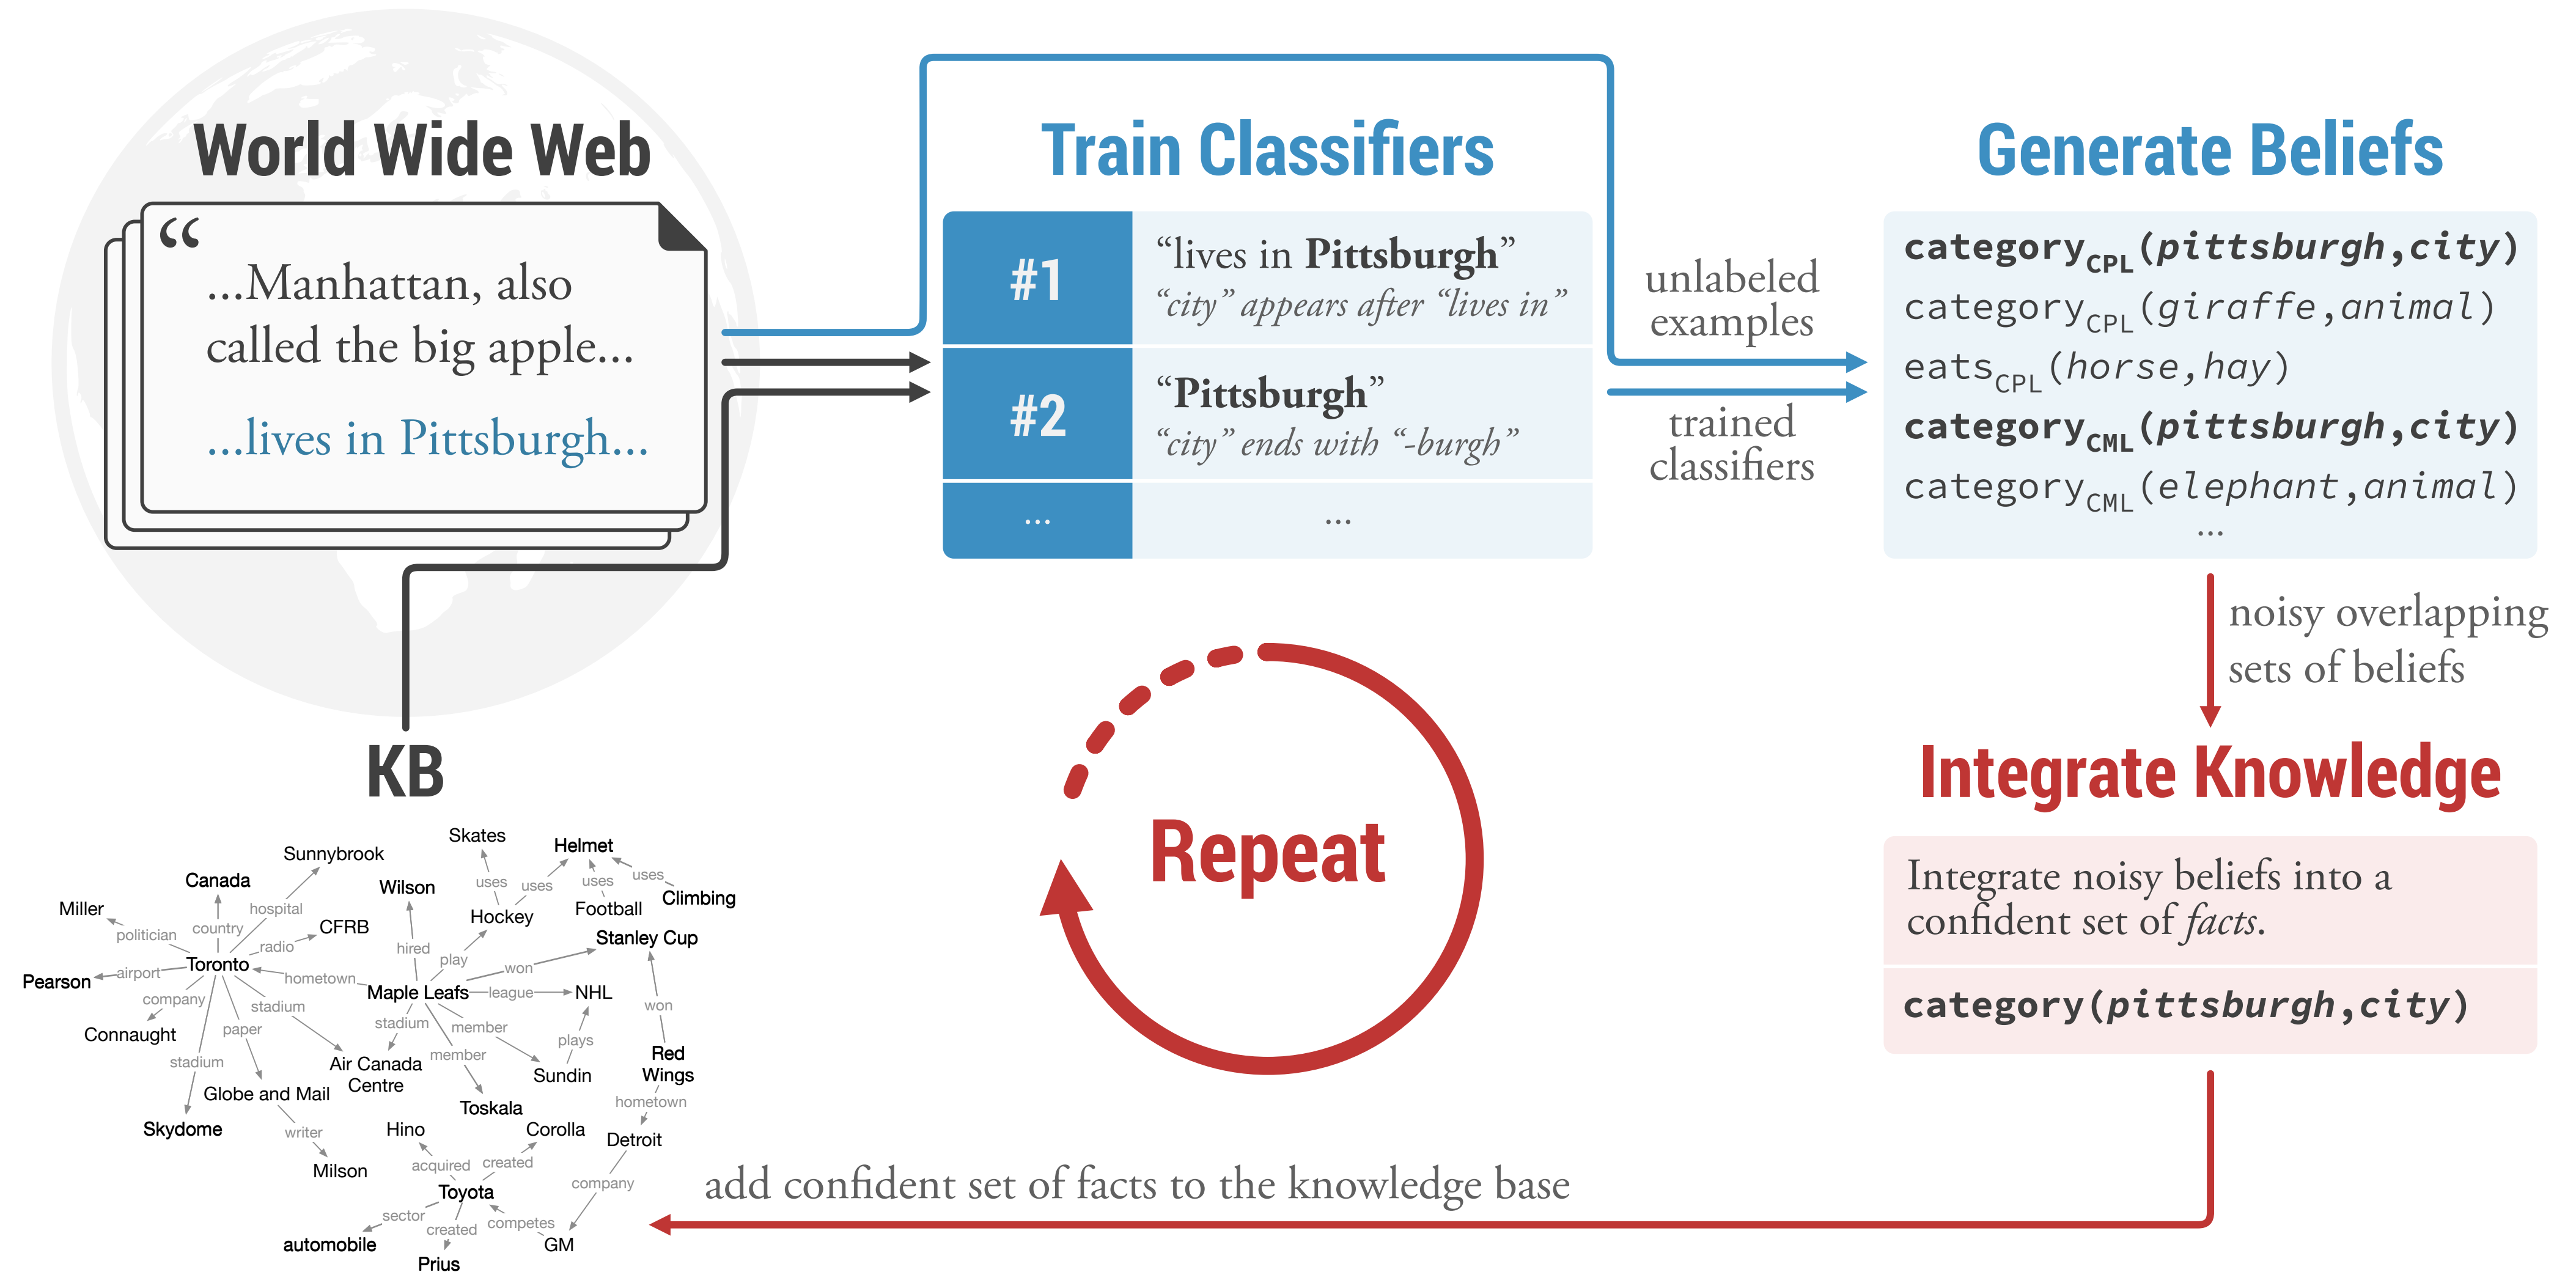 World Wide Web
“
...Manhattan, also
called the big apple...
...lives in Pittsburgh...
Train Classifiers
#1
“lives in Pittsburgh”
“city” appears after “lives in”
#2
“Pittsburgh”
“city” ends with “-burgh”
...
...
unlabeled
examples
trained
classifiers
Generate Beliefs
categoryCPL(pittsburgh,city)
categoryCPL(giraffe,animal)
eatsCPL(horse,hay)
categoryCML(pittsburgh,city)
categoryCML(elephant,animal)
...
noisy overlapping
sets of beliefs
Integrate Knowledge
Integrate noisy beliefs into a
confident set of facts.
category(pittsburgh,city)
Repeat
add confident set of facts to the knowledge base
KB
Skates
Helmet
Sunnybrook
uses
uses
uses
uses
Canada
Wilson
Climbing
Miller
hospital
Hockey
Football
country
CFRB
politician
radio
hired
Stanley Cup
play
Toronto
won
Pearson
airport
hometown
Maple Leafs
league
NHL
company
stadium
won
Connaught
paper
stadium
member
plays
stadium
member
Air Canada
Centre
Sundin
Red
Wings
Globe and Mail
hometown
Skydome
Toskala
writer
Hino
Corolla
Detroit
Milson
acquired
created
Toyota
company
sector
created
competes
automobile
GM
Prius